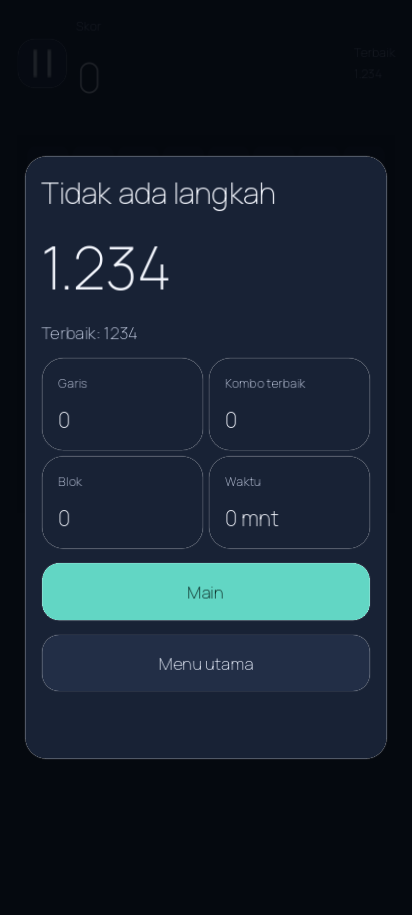 Skor
0
Terbaik
1.234
Tidak ada langkah
1.234
Terbaik: 1234
Garis
0
Kombo terbaik
0
Blok
0
Waktu
0 mnt
Main
Menu utama